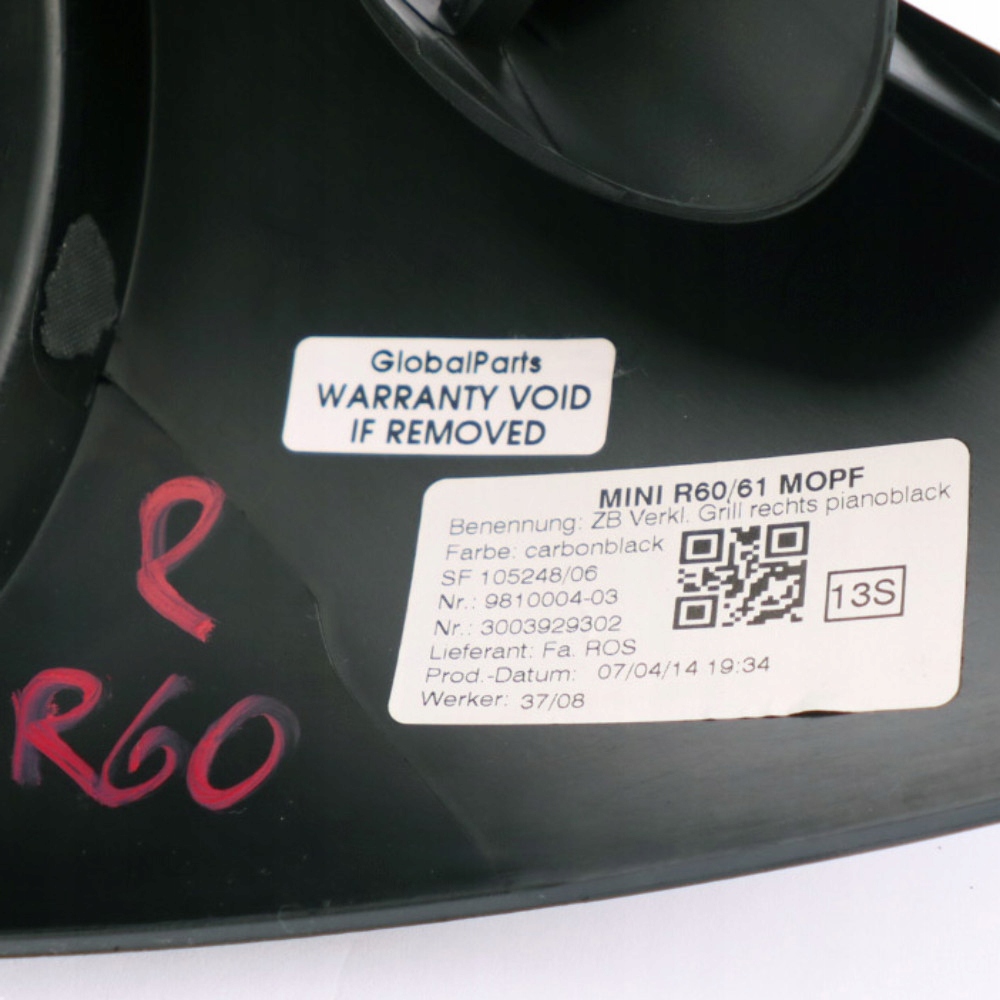 GlobalParts
WARRANTY VOID
IF REMOVED
MINI R60/61 MOPF
Benennung: ZB Verkl. Grill rechts pianoblack
Farbe: carbonblack
SF 105248/06
Nr.: 9810004-03
Nr.: 3003929302
Lieferant: Fa. ROS
Prod.-Datum: 07/04/14 19:34
Werker: 37/08
13S
R
R60